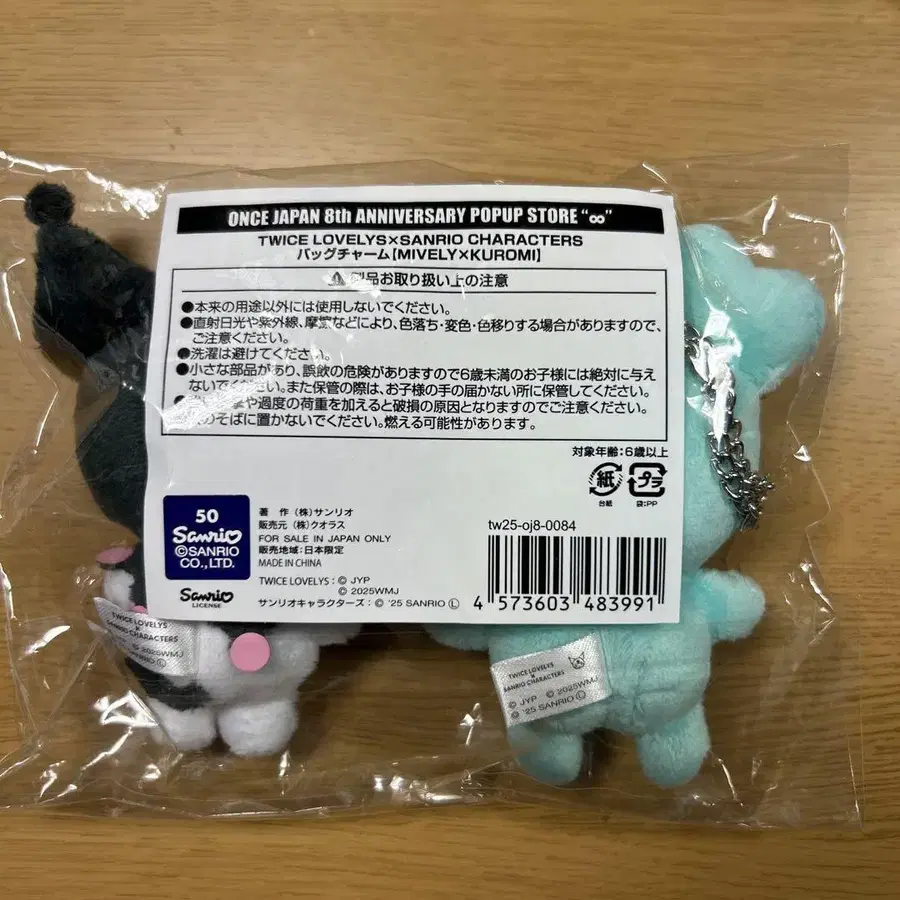 ONCE JAPAN 8th ANNIVERSARY POPUP STORE "∞"
TWICE LOVELYS×SANRIO CHARACTERS
バッグチャーム【MIVELY×KUROMI】
⚠ 製品お取り扱い上の注意
●本来の用途以外には使用しないでください。
●直射日光や紫外線、摩擦などにより、色落ち・変色・色移りする場合がありますので、
ご注意ください。
●洗濯は避けてください。
●小さな部品があり、誤飲の危険がありますので6歳未満のお子様には絶対に与え
ないでください。また保管の際は、お子様の手の届かない所に保管してください。
や過度の荷重を加えると破損の原因となりますのでご注意ください。
のそばに置かないでください。燃える可能性があります。
対象年齢:6歳以上
紙 プラ
台紙 袋:PP
50
Sanrio
©SANRIO
CO.,LTD.
Sanrio
LICENSE
著 作 (株)サンリオ
販売元 (株)クオラス
FOR SALE IN JAPAN ONLY
販売地域:日本限定
MADE IN CHINA
TWICE LOVELYS:© JYP
© 2025WMJ
サンリオキャラクターズ:© '25 SANRIO Ⓛ
tw25-oj8-0084
4 573603 483991
TWICE LOVELYS
×
SANRIO CHARACTERS
© 2025WMJ
SANRIO Ⓛ
TWICE LOVELYS
×
SANRIO CHARACTERS
© JYP © 2025WMJ
© '25 SANRIO Ⓛ